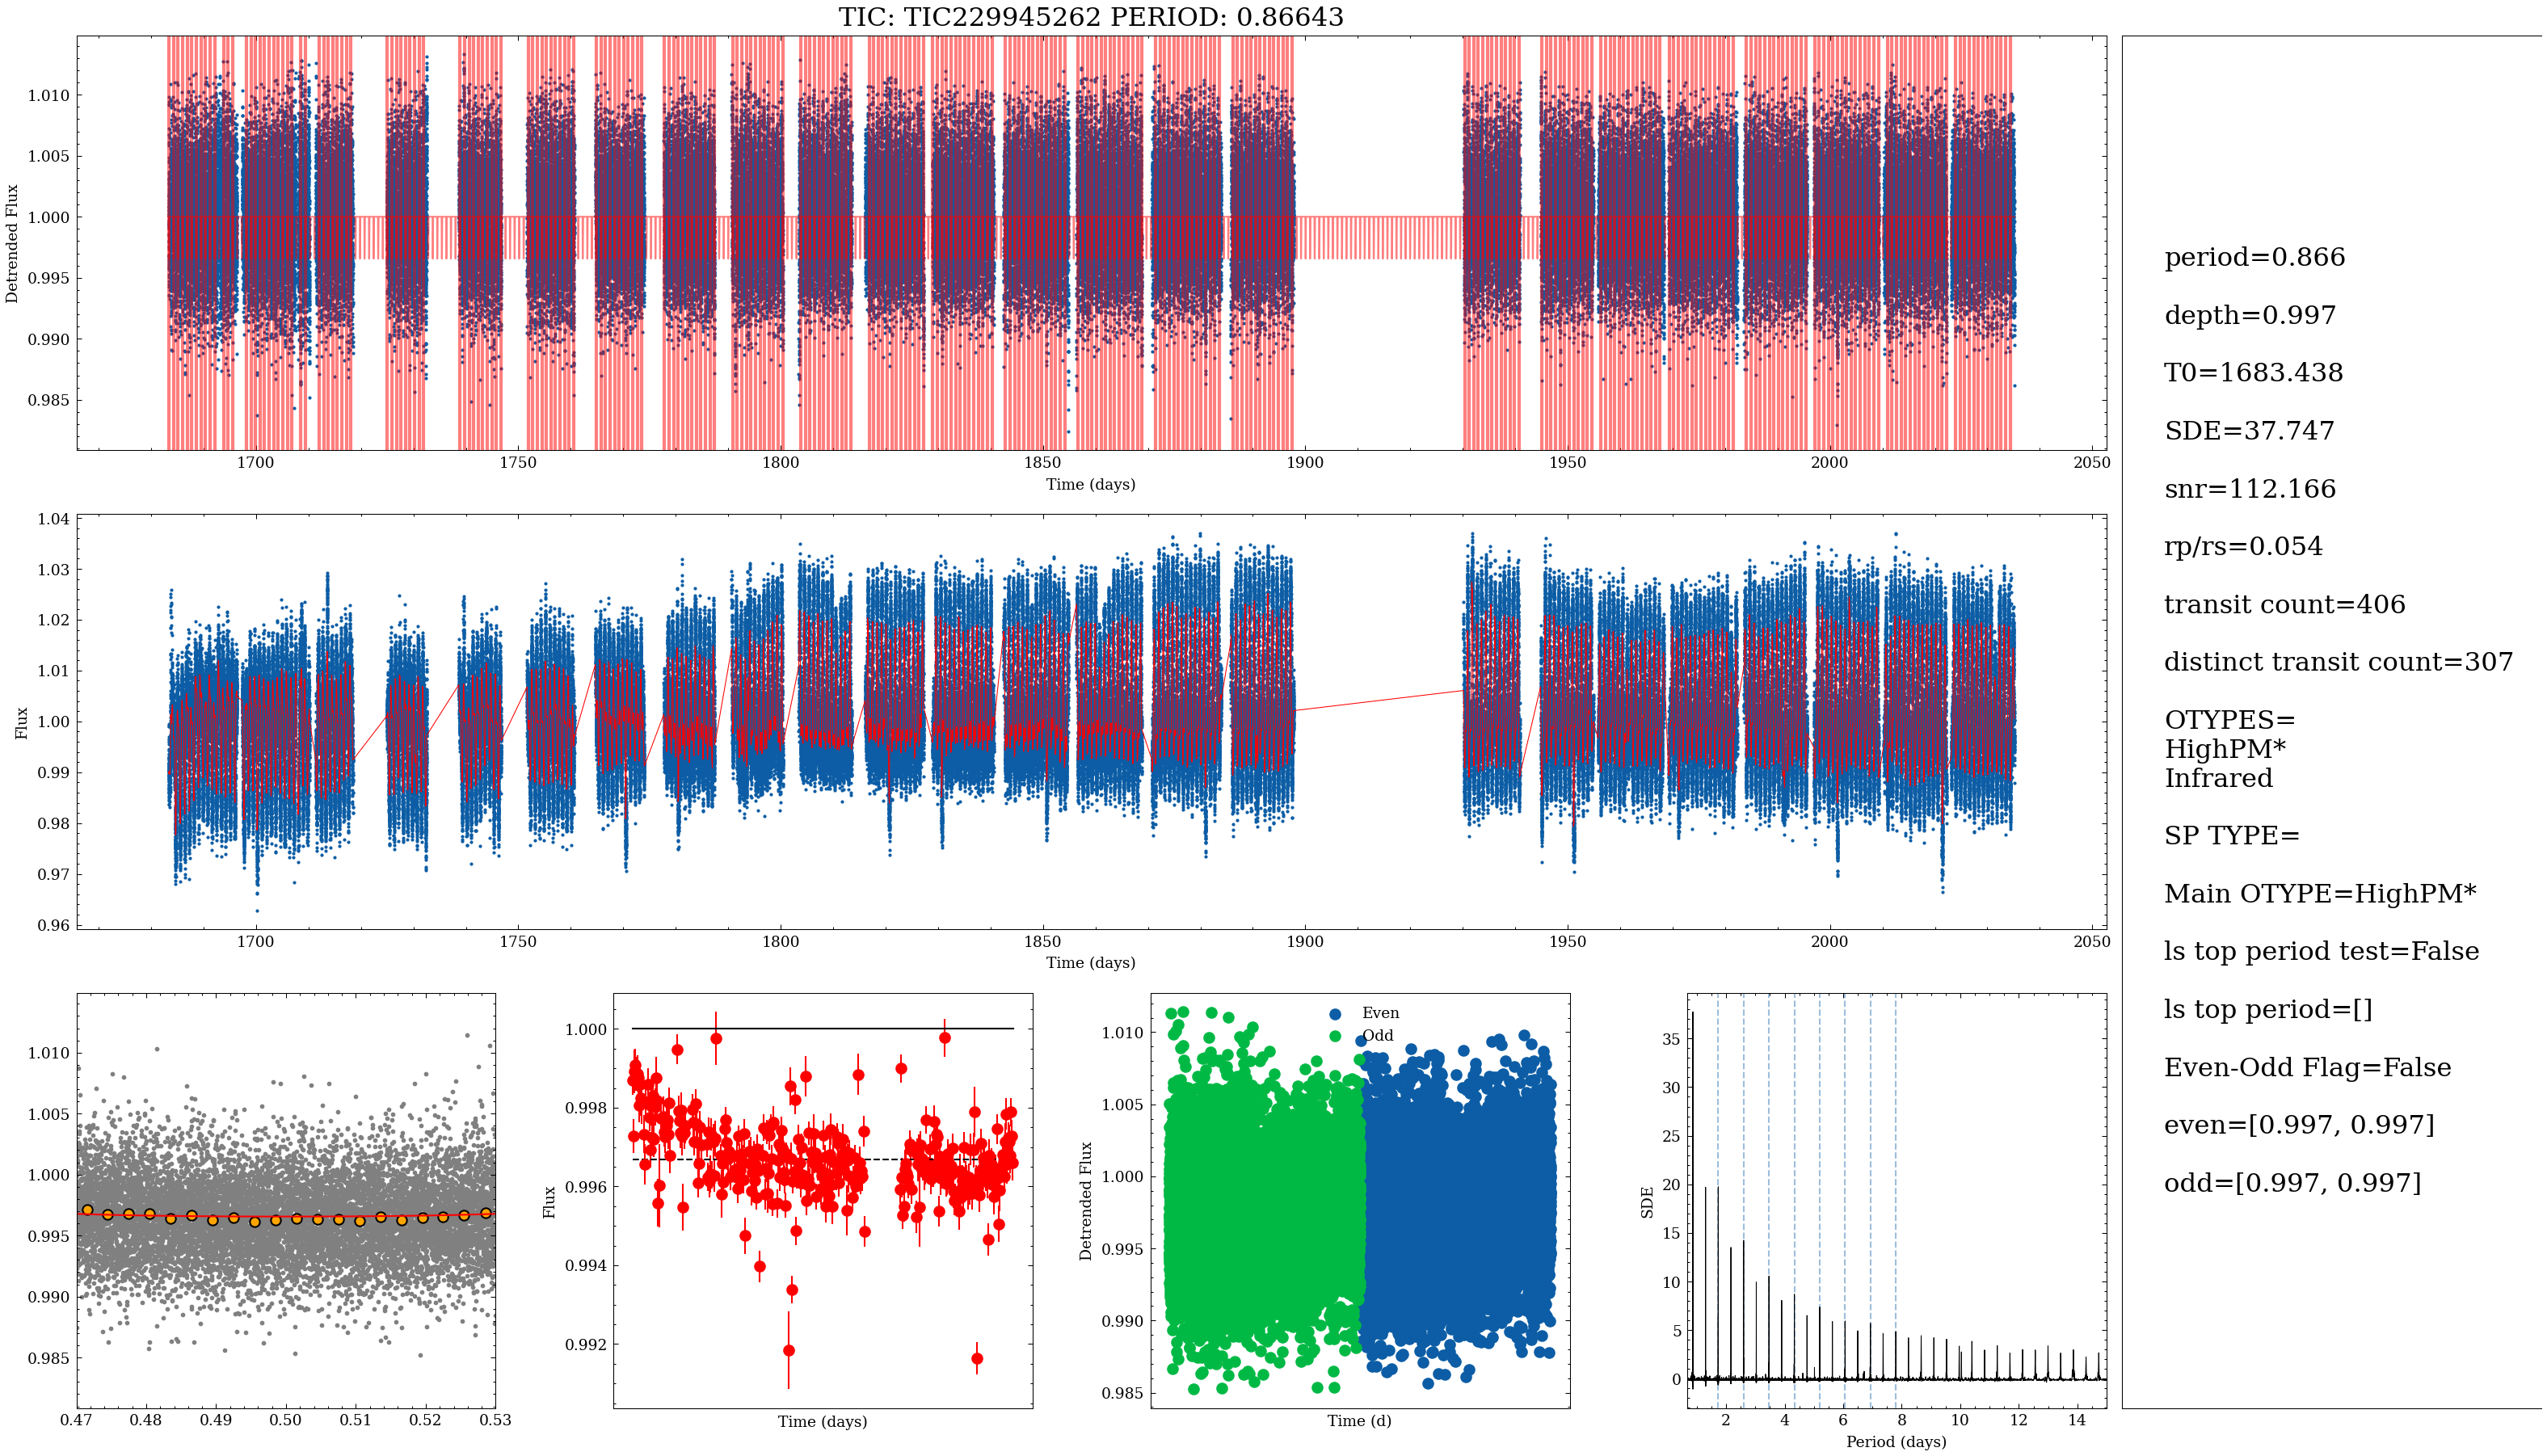 TIC: TIC229945262 PERIOD: 0.86643
1.010
1.005
1.000
0.995
0.990
0.985
Detrended Flux
1700
1750
1800
1850
1900
1950
2000
2050
Time (days)
1.04
1.03
1.02
1.01
1.00
0.99
0.98
0.97
0.96
Flux
1700
1750
1800
1850
1900
1950
2000
2050
Time (days)
1.010
1.005
1.000
0.995
0.990
0.985
0.47
0.48
0.49
0.50
0.51
0.52
0.53
1.000
0.998
0.996
0.994
0.992
Flux
Time (days)
1.010
1.005
1.000
0.995
0.990
0.985
Detrended Flux
Even
Odd
Time (d)
35
30
25
20
15
10
5
0
SDE
2
4
6
8
10
12
14
Period (days)
period=0.866
depth=0.997
T0=1683.438
SDE=37.747
snr=112.166
rp/rs=0.054
transit count=406
distinct transit count=307
OTYPES=
HighPM*
Infrared
SP TYPE=
Main OTYPE=HighPM*
ls top period test=False
ls top period=[]
Even-Odd Flag=False
even=[0.997, 0.997]
odd=[0.997, 0.997]